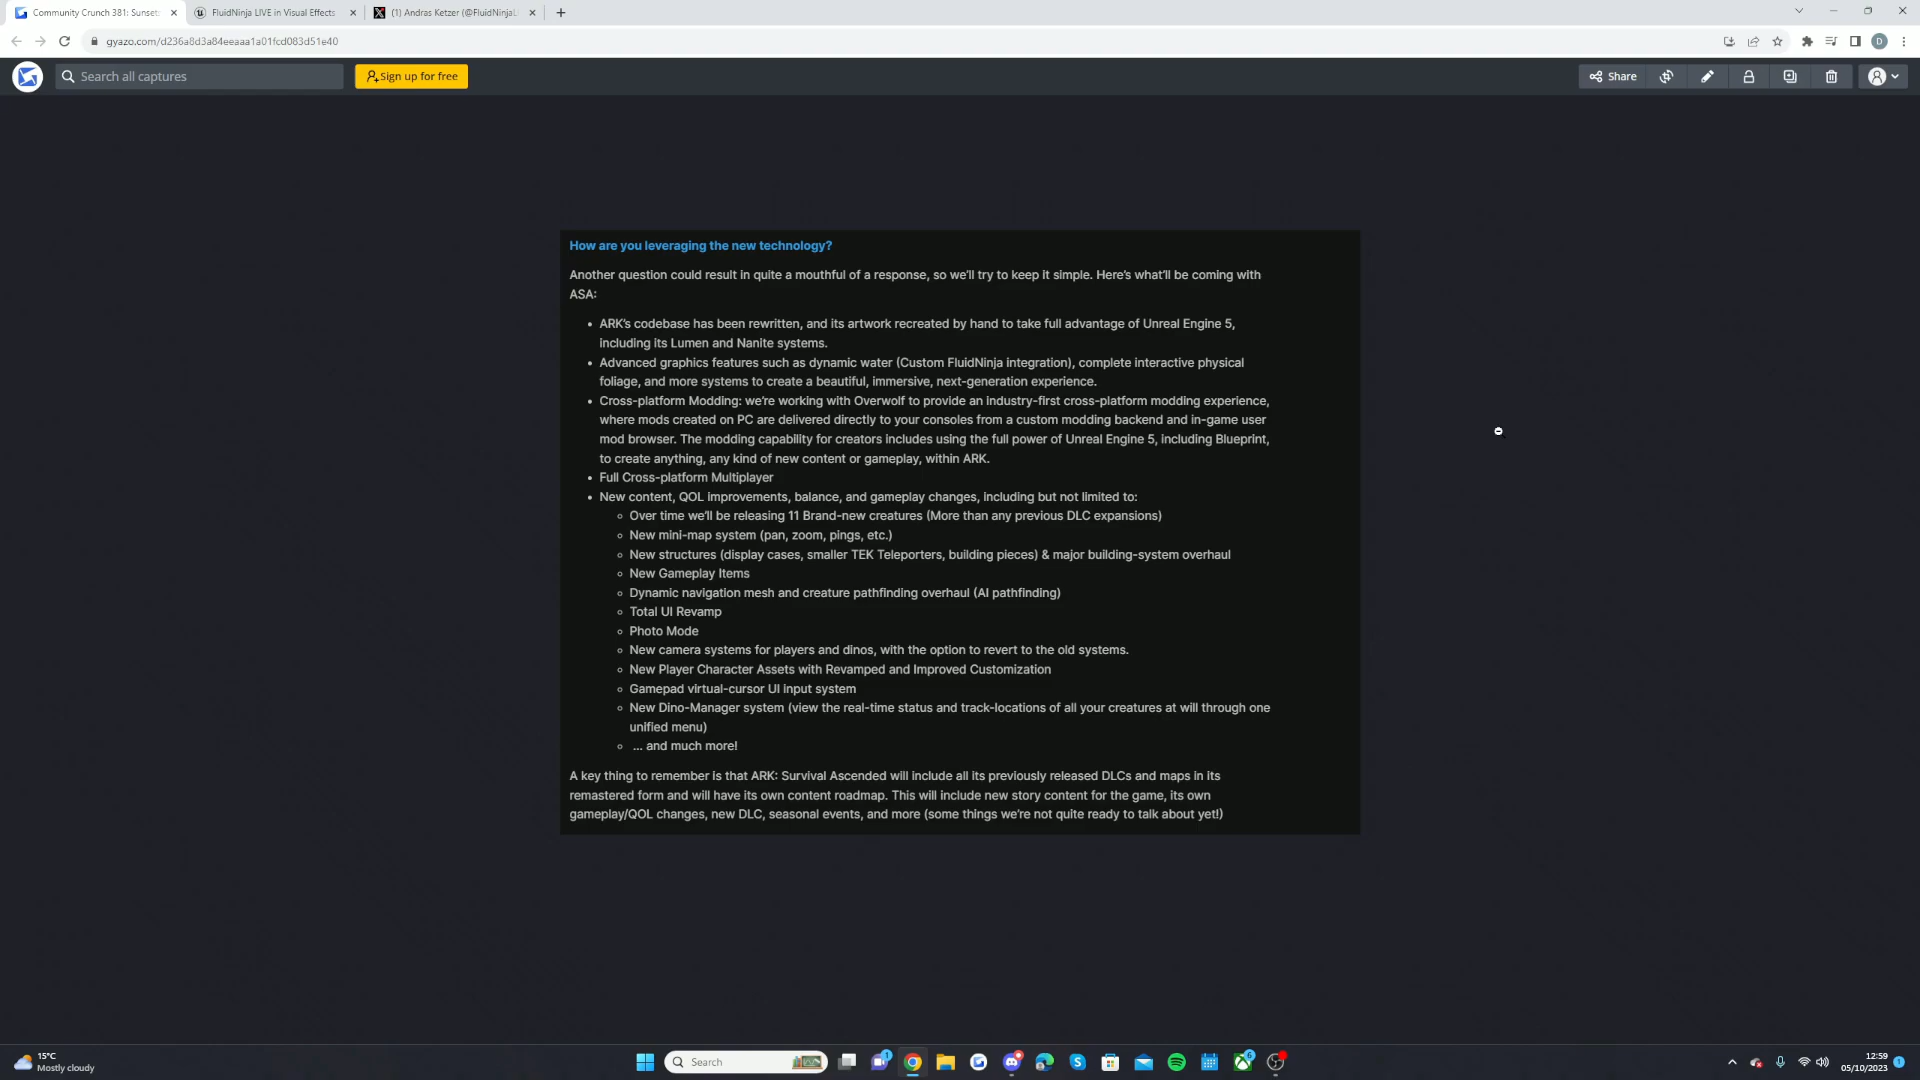 Community Crunch 381: Sunset
FluidNinja LIVE in Visual Effects
(1) Andras Ketzer (@FluidNinjaL
gyazo.com/d236a8d3a84eeaaa1a01fcd083d51e40
D
Search all captures
Sign up for free
Share
How are you leveraging the new technology?
Another question could result in quite a mouthful of a response, so we'll try to keep it simple. Here's what'll be coming with
ASA:
• ARK's codebase has been rewritten, and its artwork recreated by hand to take full advantage of Unreal Engine 5,
including its Lumen and Nanite systems.
• Advanced graphics features such as dynamic water (Custom FluidNinja integration), complete interactive physical
foliage, and more systems to create a beautiful, immersive, next-generation experience.
• Cross-platform Modding: we're working with Overwolf to provide an industry-first cross-platform modding experience,
where mods created on PC are delivered directly to your consoles from a custom modding backend and in-game user
mod browser. The modding capability for creators includes using the full power of Unreal Engine 5, including Blueprint,
to create anything, any kind of new content or gameplay, within ARK.
• Full Cross-platform Multiplayer
• New content, QOL improvements, balance, and gameplay changes, including but not limited to:
◦ Over time we'll be releasing 11 Brand-new creatures (More than any previous DLC expansions)
◦ New mini-map system (pan, zoom, pings, etc.)
◦ New structures (display cases, smaller TEK Teleporters, building pieces) & major building-system overhaul
◦ New Gameplay Items
◦ Dynamic navigation mesh and creature pathfinding overhaul (AI pathfinding)
◦ Total UI Revamp
◦ Photo Mode
◦ New camera systems for players and dinos, with the option to revert to the old systems.
◦ New Player Character Assets with Revamped and Improved Customization
◦ Gamepad virtual-cursor UI input system
◦ New Dino-Manager system (view the real-time status and track-locations of all your creatures at will through one
unified menu)
◦ ... and much more!
A key thing to remember is that ARK: Survival Ascended will include all its previously released DLCs and maps in its
remastered form and will have its own content roadmap. This will include new story content for the game, its own
gameplay/QOL changes, new DLC, seasonal events, and more (some things we're not quite ready to talk about yet!)
15°C
Mostly cloudy
Search
1
6
12:59
05/10/2023
1